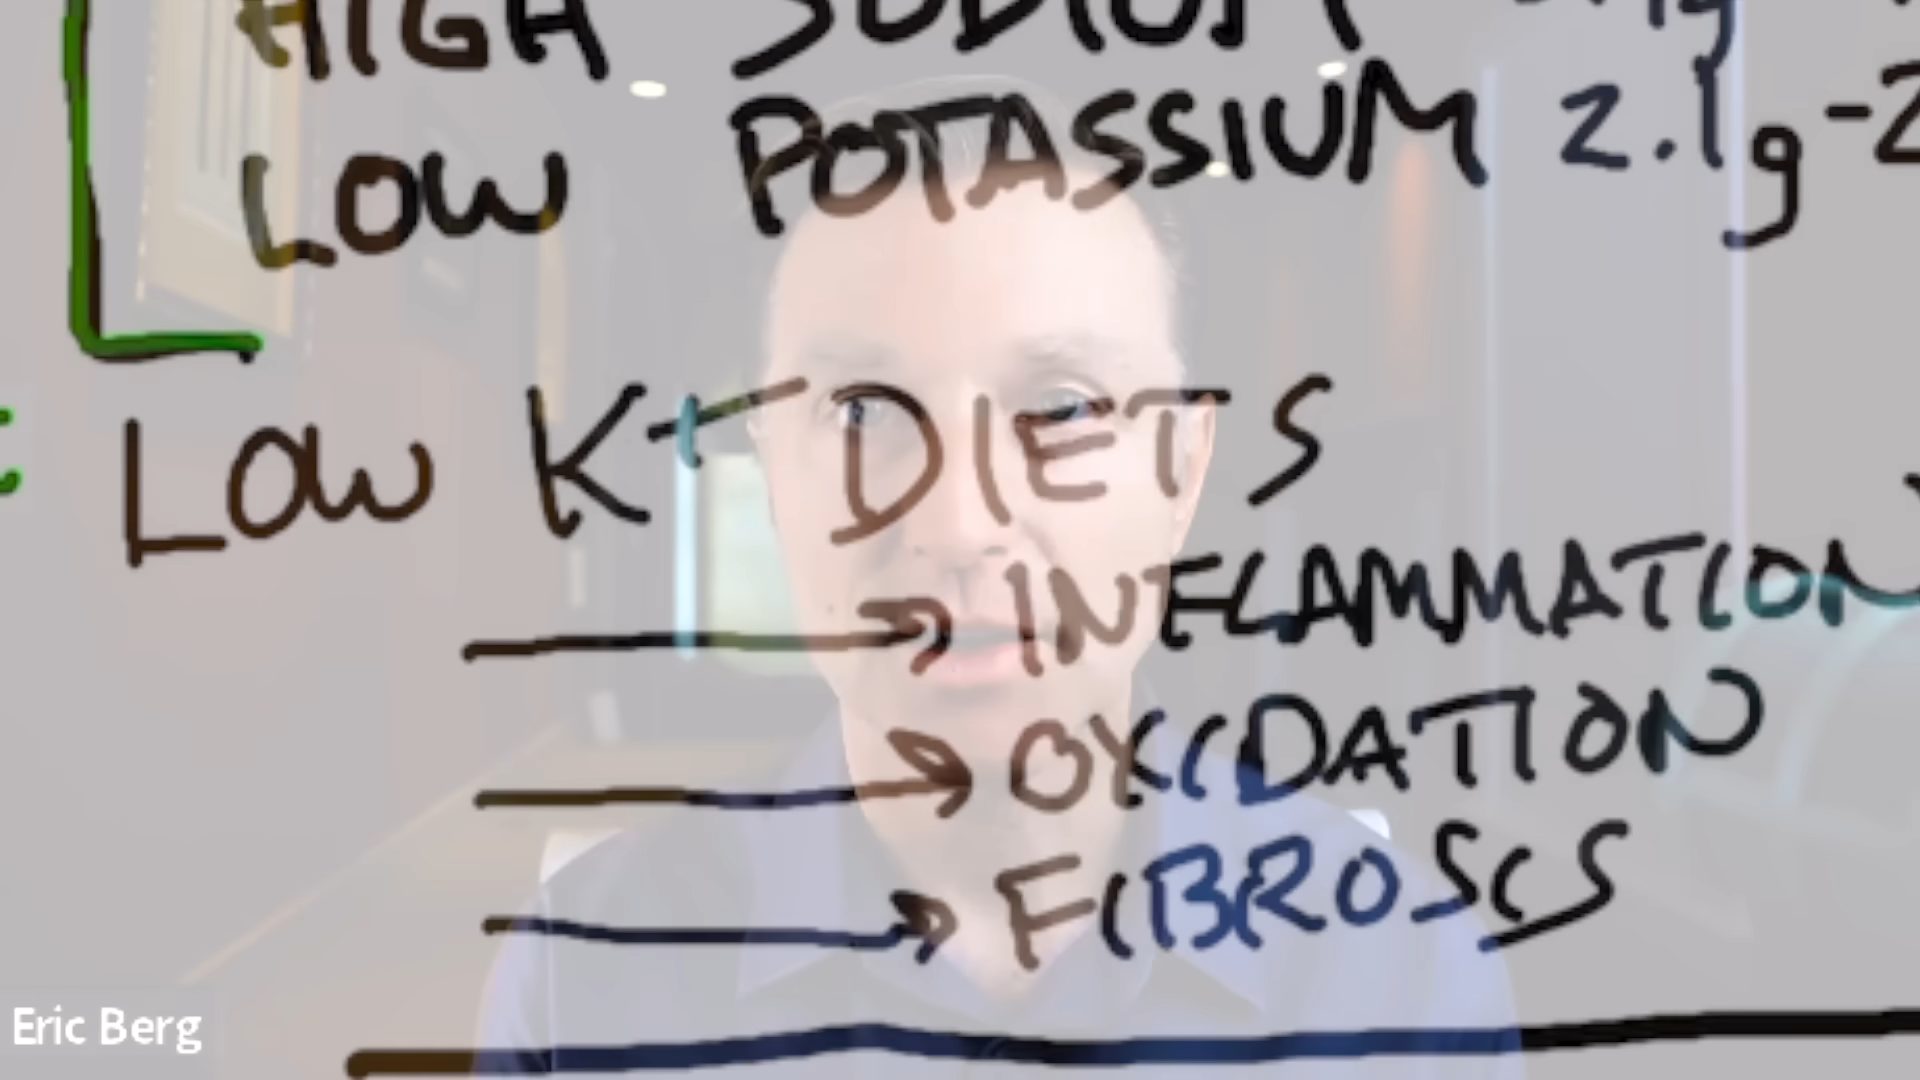 HIGH SODIUM
LOW POTASSIUM 2.1g-2
LOW K+ DIETS
→ INFLAMMATION
→ OXIDATION
→ FIBROSIS
Eric Berg